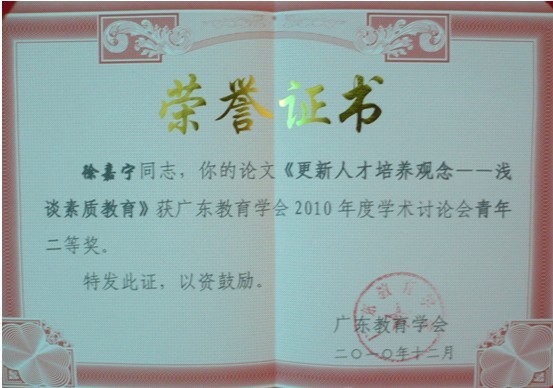 荣誉证书
徐嘉宁同志，你的论文《更新人才培养观念——浅
谈素质教育》获广东教育学会2010年度学术讨论会青年
二等奖。
特发此证，以资鼓励。
广东教育学会
二〇一〇年十二月